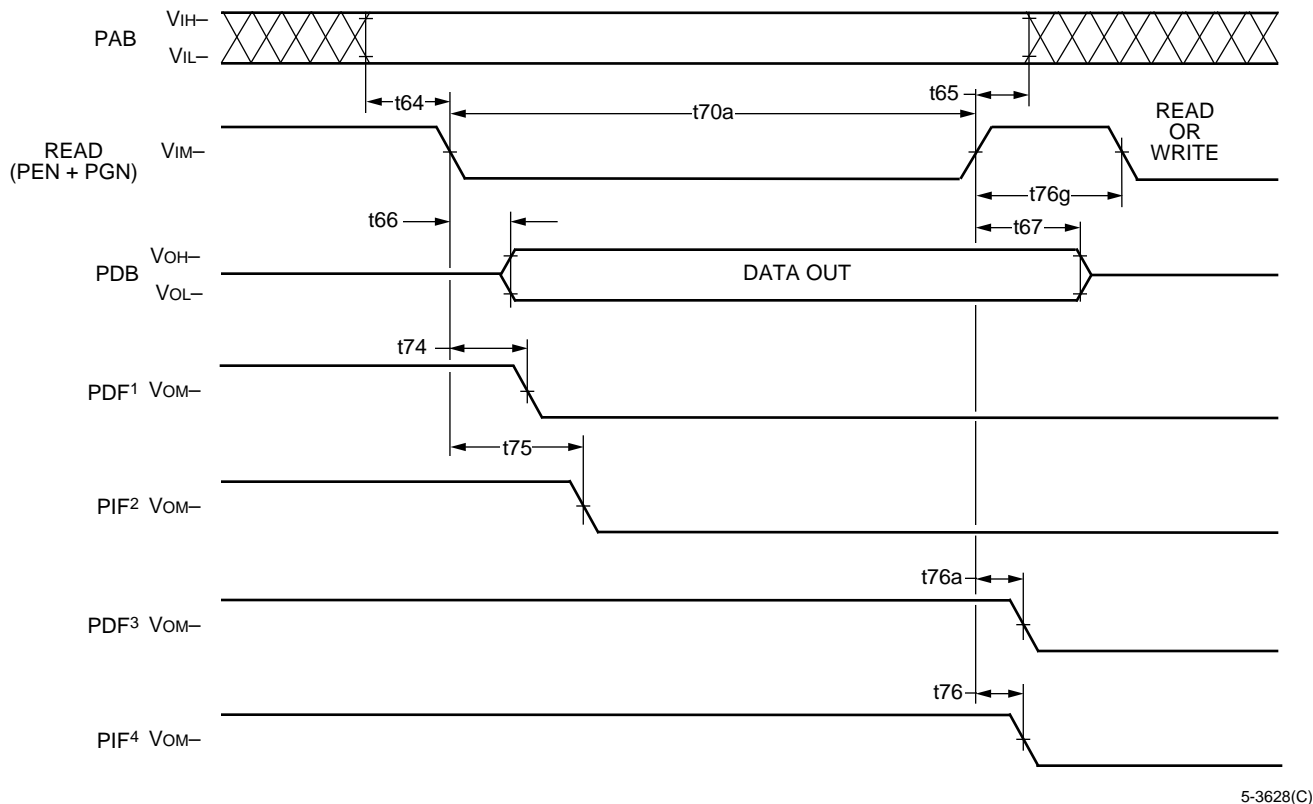 PAB
VIH–
VIL–
t64
t70a
t65
READ
(PEN + PGN)
VIM–
READ
OR
WRITE
t76g
t66
t67
PDB
VOH–
VOL–
DATA OUT
t74
PDF1 VOM–
t75
PIF2 VOM–
t76a
PDF3 VOM–
t76
PIF4 VOM–
5-3628(C)